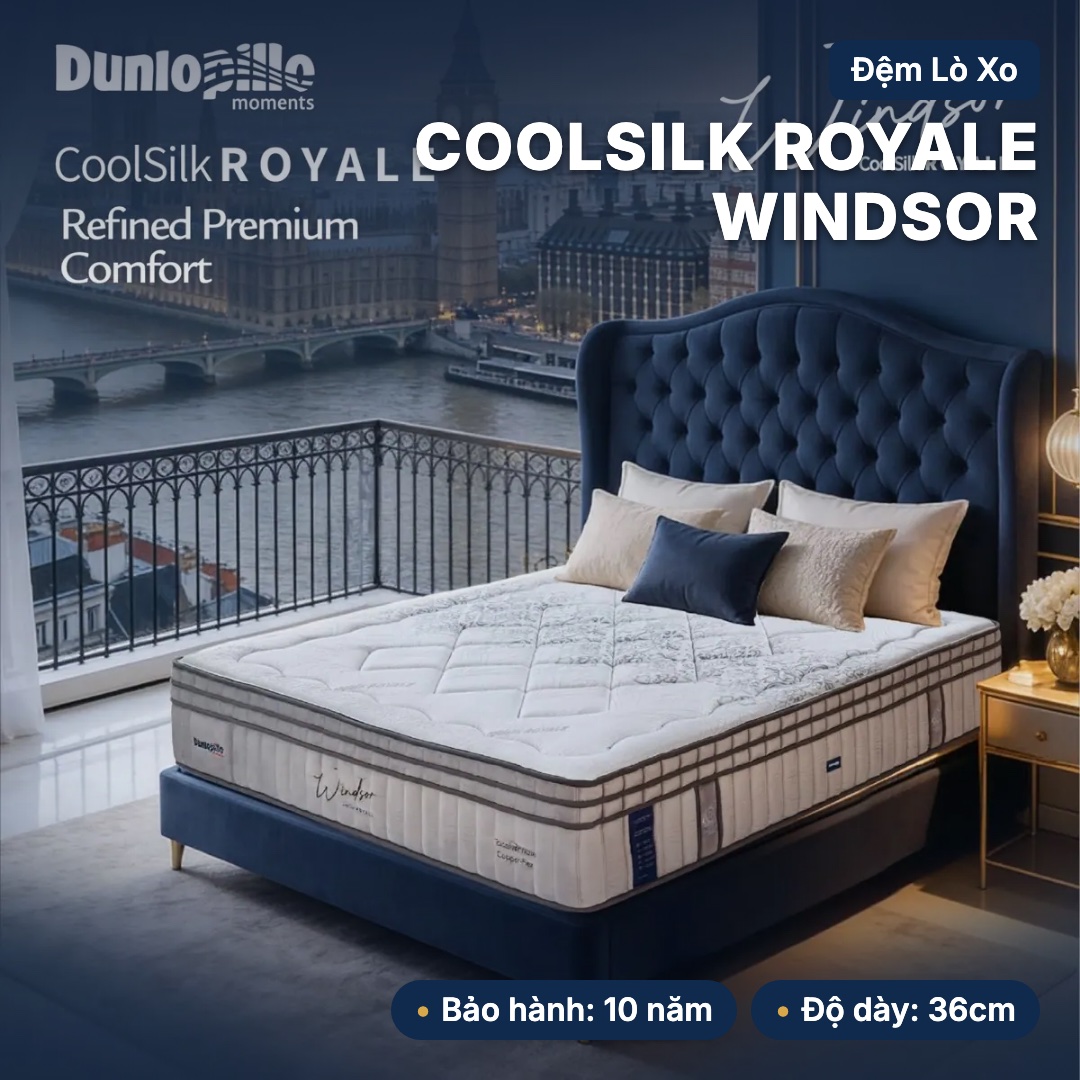 Dunlopillo
moments
CoolSilk ROYALE
Refined Premium
Comfort
Đệm Lò Xo
Windsor
COOLSILK ROYALE
WINDSOR
Dunlopillo
Windsor
Bảo hành: 10 năm
Độ dày: 36cm